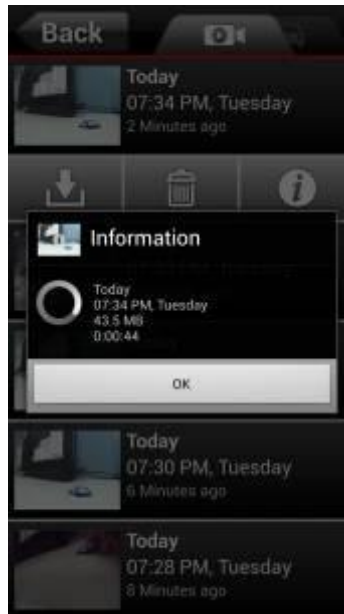 Back
Today
07:34 PM, Tuesday
2 Minutes ago
Information
Today
07:34 PM, Tuesday
43.5 MB
0:00:44
OK
Today
07:30 PM, Tuesday
6 Minutes ago
Today
07:28 PM, Tuesday
8 Minutes ago